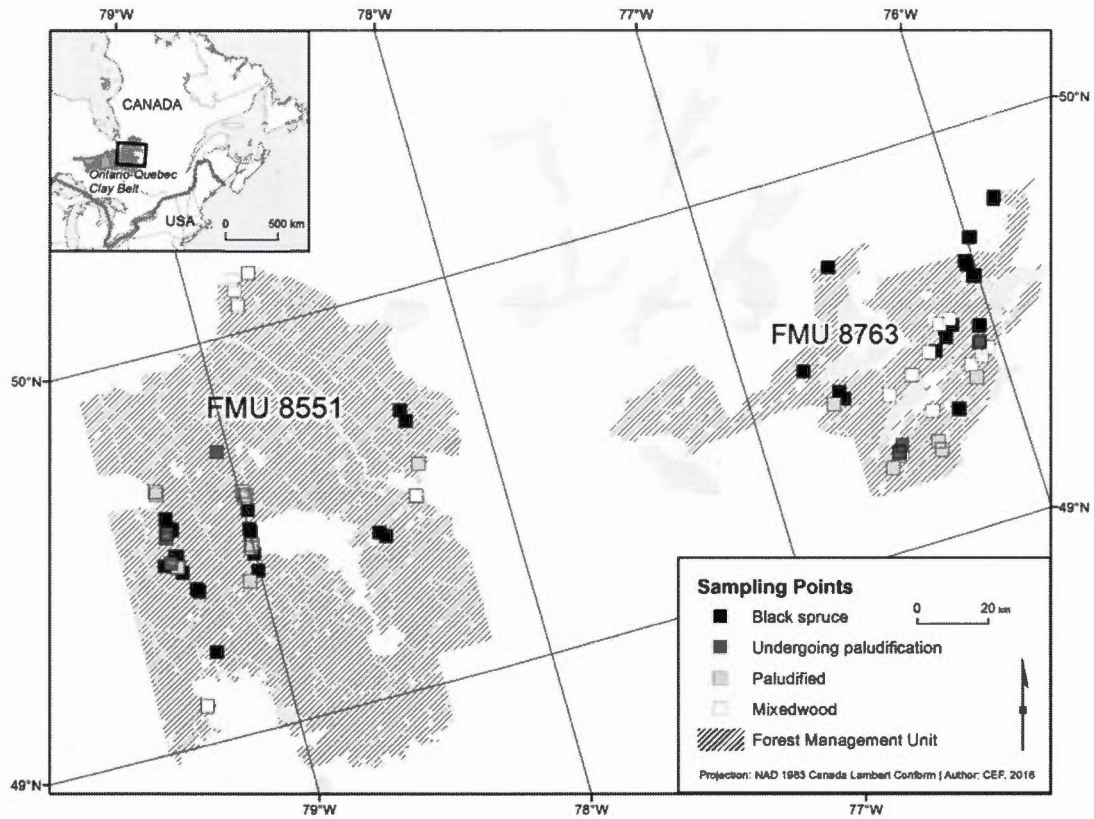 79°W 78°W 77°W 76°W
CANADA
Ontario-Quebec
Clay Belt
USA 0 500 km
50°N
FMU 8763
50°N
FMU 8551
49°N
Sampling Points
0 20 km
Black spruce
Undergoing paludification
Paludified
Mixedwood
Forest Management Unit
Projection: NAD 1983 Canada Lambert Conform | Author: CEF, 2016
49°N
79°W 78°W 77°W